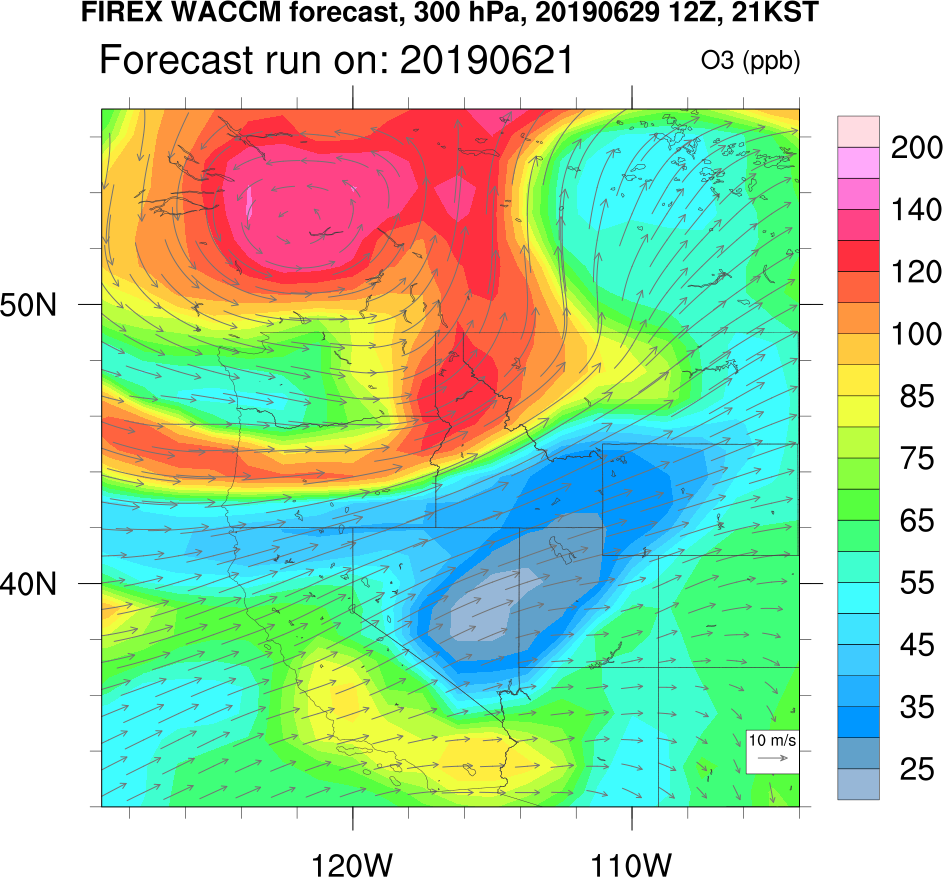 FIREX WACCM forecast, 300 hPa, 20190629 12Z, 21KST
Forecast run on: 20190621
O3 (ppb)
50N
40N
120W
110W
10 m/s
200
140
120
100
85
75
65
55
45
35
25